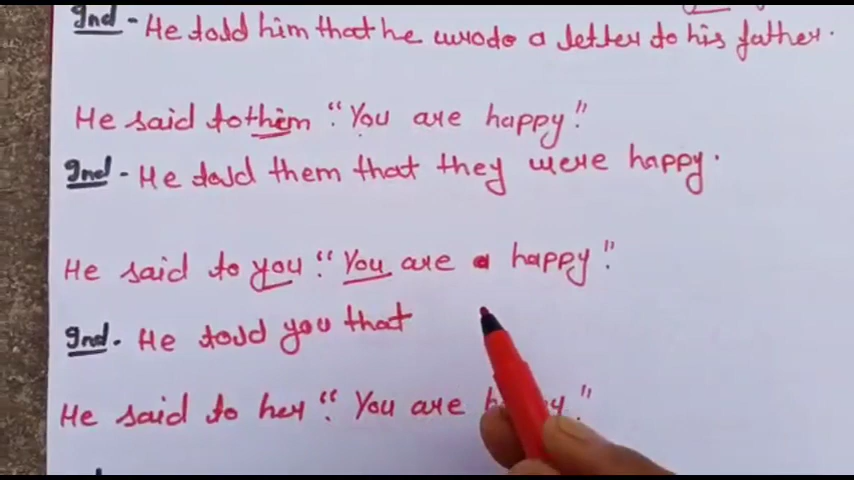 Ind - He told him that he wrode a letter to his father.
He said to them "You are happy."
Ind - He told them that they were happy.
He said to you "You are happy".
Ind. He told you that
He said to her "You are happy."